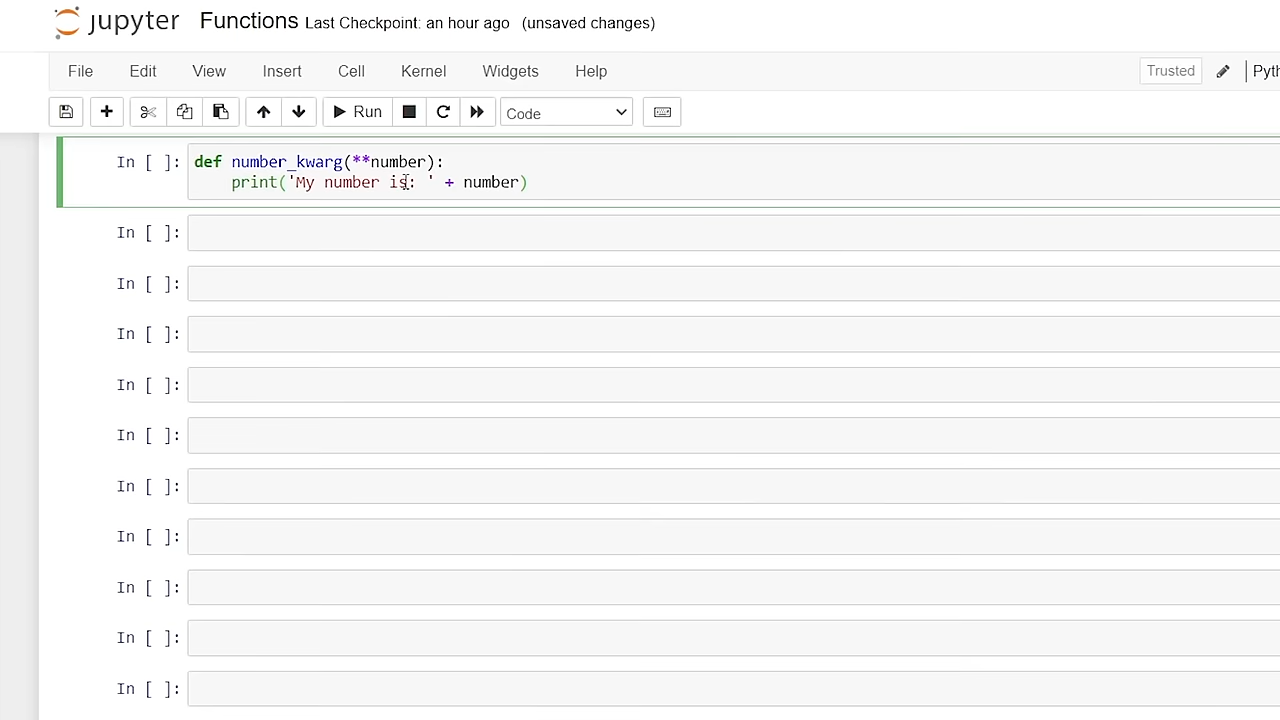 jupyter Functions Last Checkpoint: an hour ago (unsaved changes)
File Edit View Insert Cell Kernel Widgets Help Trusted
Run Code
In [ ]: def number_kwarg(**number):
print('My number is: ' + number)
In [ ]:
In [ ]:
In [ ]:
In [ ]:
In [ ]:
In [ ]:
In [ ]:
In [ ]:
In [ ]:
In [ ]: